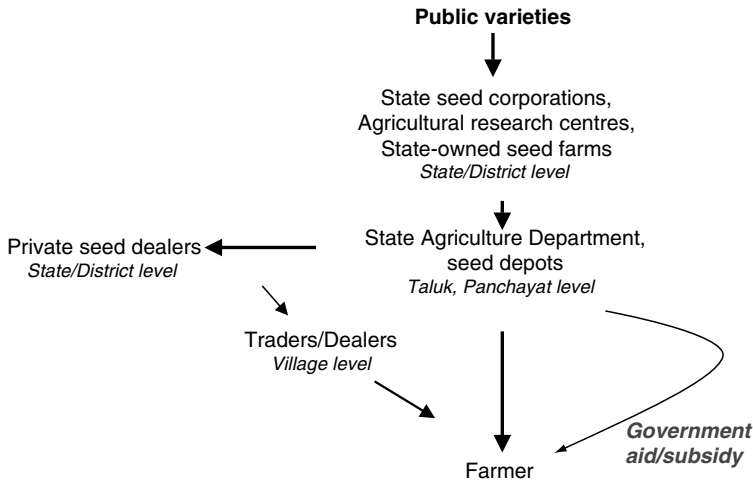 Public varieties
State seed corporations,
Agricultural research centres,
State-owned seed farms
State/District level
State Agriculture Department,
seed depots
Taluk, Panchayat level
Private seed dealers
State/District level
Traders/Dealers
Village level
Government
aid/subsidy
Farmer